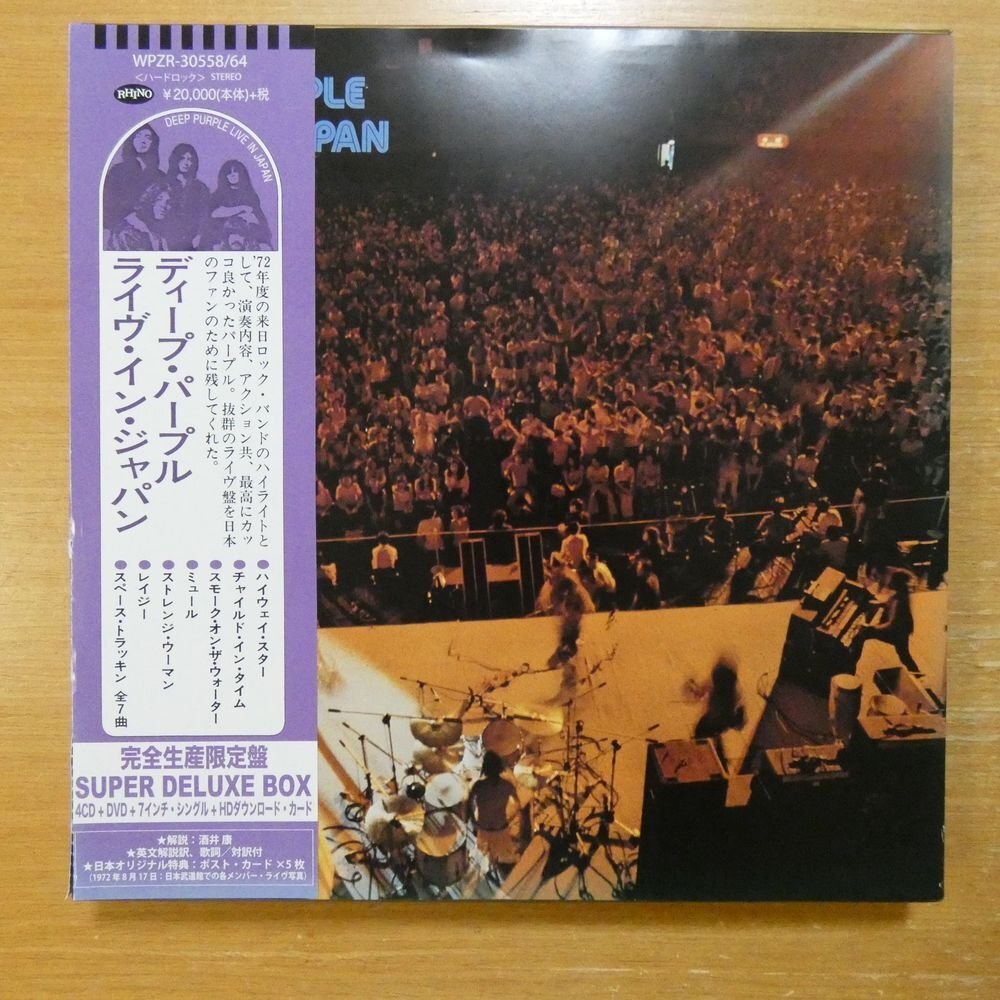 WPZR-30558/64
<ハードロック> STEREO
RHINO ¥20,000(本体)+税
DEEP PURPLE LIVE IN JAPAN
ディープ・パープル
ライヴ・イン・ジャパン
'72年度の来日ロック・バンドのハイライトと
して、演奏内容、アクション共、最高にカッ
コ良かったパープル。抜群のライヴ盤を日本
のファンのために残してくれた。
●ハイウェイ・スター
●チャイルド・イン・タイム
●スモーク・オン・ザ・ウォーター
●ミュール
●ストレンジ・ウーマン
●レイジー
●スペース・トラッキン 全7曲
完全生産限定盤
SUPER DELUXE BOX
4CD+DVD+7インチ・シングル+HDダウンロード・カード
★解説：酒井 康
★英文解説訳、歌詞／対訳付
★日本オリジナル特典：ポスト・カード×5枚
(1972年8月17日：日本武道館での各メンバー・ライヴ写真)
PLE
PAN